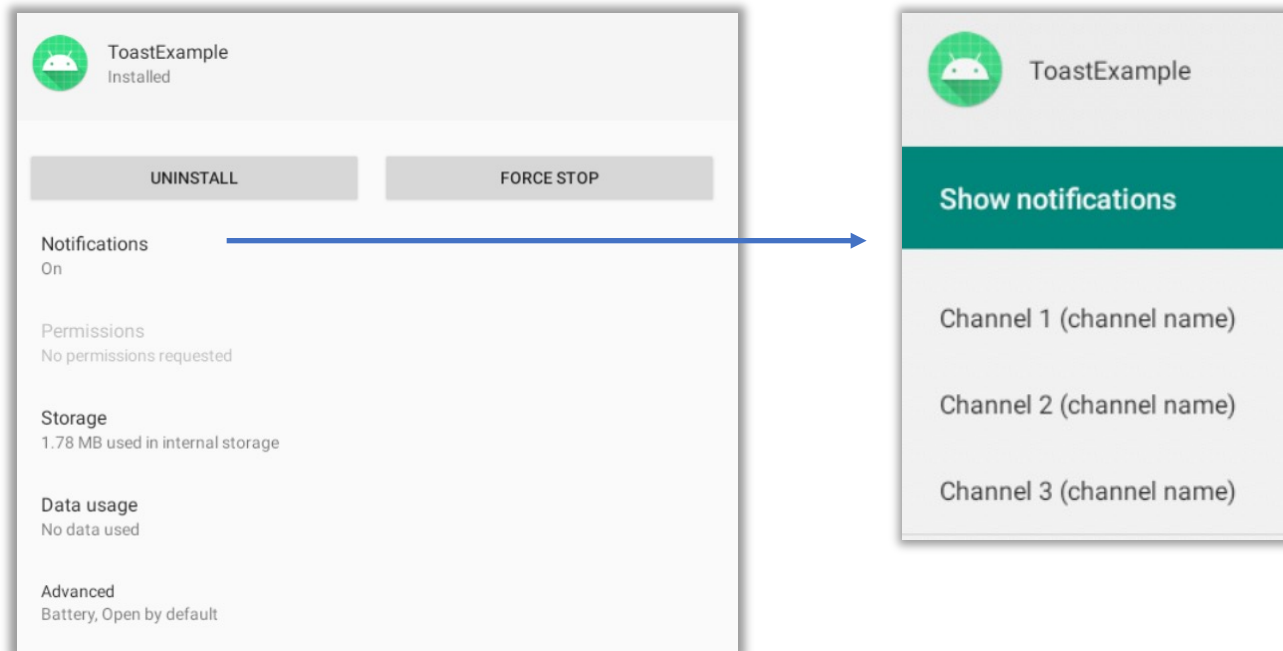 ToastExample
Installed
UNINSTALL
FORCE STOP
Notifications
On
Permissions
No permissions requested
Storage
1.78 MB used in internal storage
Data usage
No data used
Advanced
Battery, Open by default
ToastExample
Show notifications
Channel 1 (channel name)
Channel 2 (channel name)
Channel 3 (channel name)